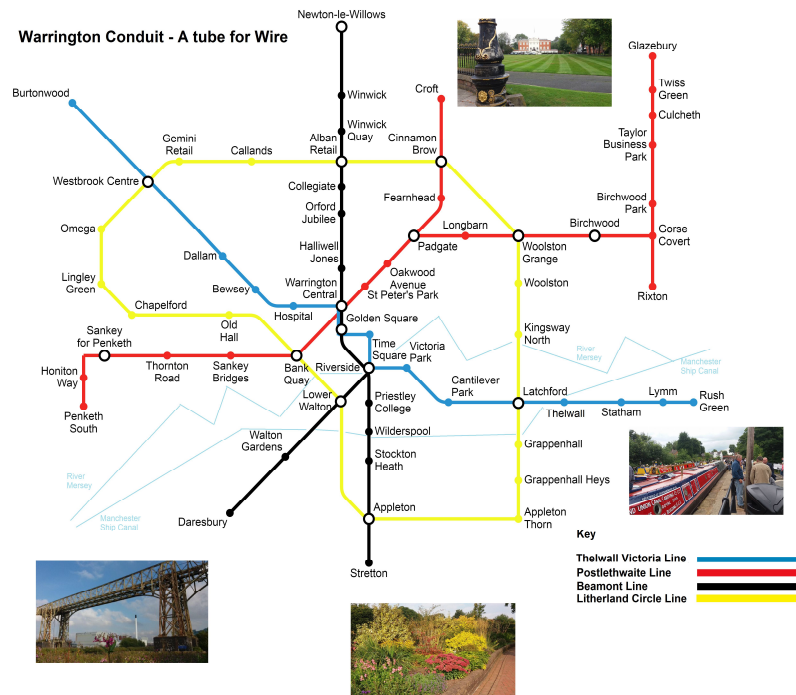 Warrington Conduit - A tube for Wire
Newton-le-Willows
Winwick
Winwick
Quay
Alban
Retail
Collegiate
Orford
Jubilee
Halliwell
Jones
Warrington
Central
Golden Square
Burtonwood
Westbrook Centre
Gemini
Retail
Callands
Omega
Lingley
Green
Chapelford
Old
Hall
Dallam
Bewsey
Hospital
Croft
Cinnamon
Brow
Fearnhead
Padgate
Longbarn
Oakwood
Avenue
St Peter's Park
Woolston
Grange
Birchwood
Glazebury
Twiss
Green
Culcheth
Taylor
Business
Park
Birchwood
Park
Gorse
Covert
Rixton
Woolston
Kingsway
North
Sankey
for Penketh
Honiton
Way
Penketh
South
Thornton
Road
Sankey
Bridges
Bank
Quay
Riverside
Time
Square
Victoria
Park
Cantilever
Park
Latchford
Thelwall
Statham
Lymm
Rush
Green
River
Mersey
Manchester
Ship Canal
Lower
Walton
Priestley
College
Wilderspool
Stockton
Heath
Walton
Gardens
Daresbury
Appleton
Stretton
Grappenhall
Grappenhall Heys
Appleton
Thorn
River
Mersey
Manchester
Ship Canal
Key
Thelwall Victoria Line
Postlethwaite Line
Beamont Line
Litherland Circle Line